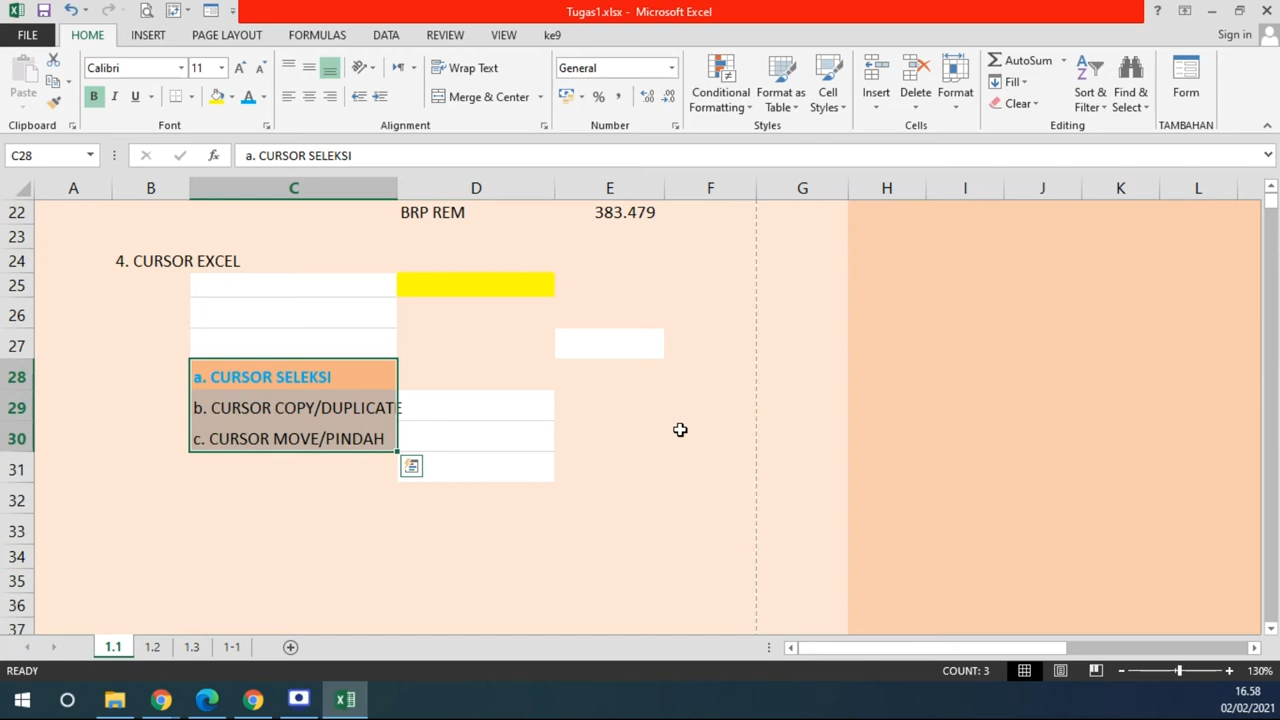 Tugas1.xlsx - Microsoft Excel
?
FILE HOME INSERT PAGE LAYOUT FORMULAS DATA REVIEW VIEW ke9 Sign in
Calibri 11 Wrap Text General AutoSum
Fill
B I U Merge & Center % , Clear
Paste Conditional Formatting Format as Table Cell Styles Insert Delete Format Sort & Filter Find & Select Form
Clipboard Font Alignment Number Styles Cells Editing TAMBAHAN
C28 fx a. CURSOR SELEKSI
A B C D E F G H I J K L
22 BRP REM 383.479
23
24 4. CURSOR EXCEL
25
26
27
28 a. CURSOR SELEKSI
29 b. CURSOR COPY/DUPLICATE
30 c. CURSOR MOVE/PINDAH
31
32
33
34
35
36
37
1.1 1.2 1.3 1-1
READY COUNT: 3 130%
16.58
02/02/2021